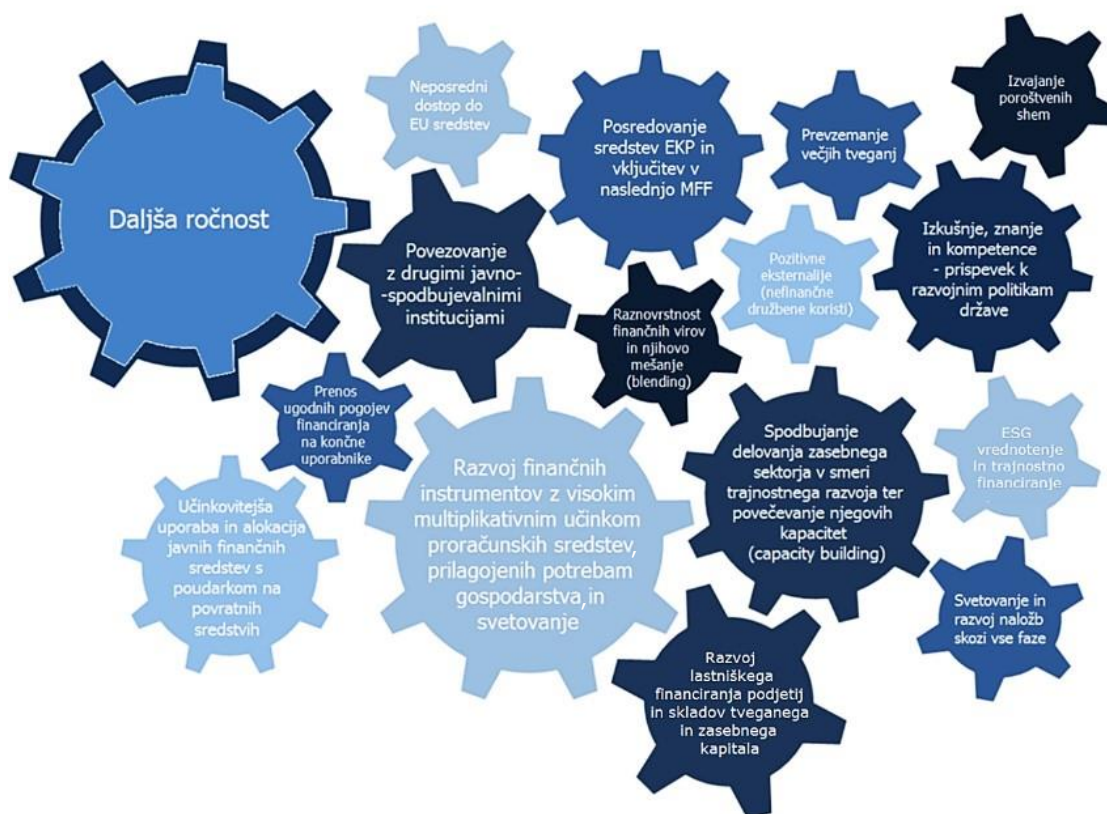 Daljša ročnost
Neposredni
dostop do
EU sredstev
Posredovanje
sredstev EKP in
vključitev v
naslednjo MFF
Prevzemanje
večjih tveganj
Izvajanje
poroštvenih
shem
Povezovanje
z drugimi javno-
-spodbujevalnimi
institucijami
Raznovrstnost
finančnih virov
in njihovo
mešanje
(blending)
Pozitivne
eksternalije
(nefinančne
družbene koristi)
Izkušnje, znanje
in kompetence
- prispevek k
razvojnim politikam
države
Prenos
ugodnih pogojev
financiranja
na končne
uporabnike
Učinkovitejša
uporaba in alokacija
javnih finančnih
sredstev s
poudarkom na
povratnih
sredstvih
Razvoj finančnih
instrumentov z visokim
multiplikativnim učinkom
proračunskih sredstev,
prilagojenih potrebam
gospodarstva,in
svetovanje
Spodbujanje
delovanja zasebnega
sektorja v smeri
trajnostnega razvoja ter
povečevanje njegovih
kapacitet
(capacity building)
ESG
vrednotenje
in trajnostno
financiranje
Svetovanje in
razvoj naložb
skozi vse faze
Razvoj
lastniškega
financiranja podjetij
in skladov tveganega
in zasebnega
kapitala